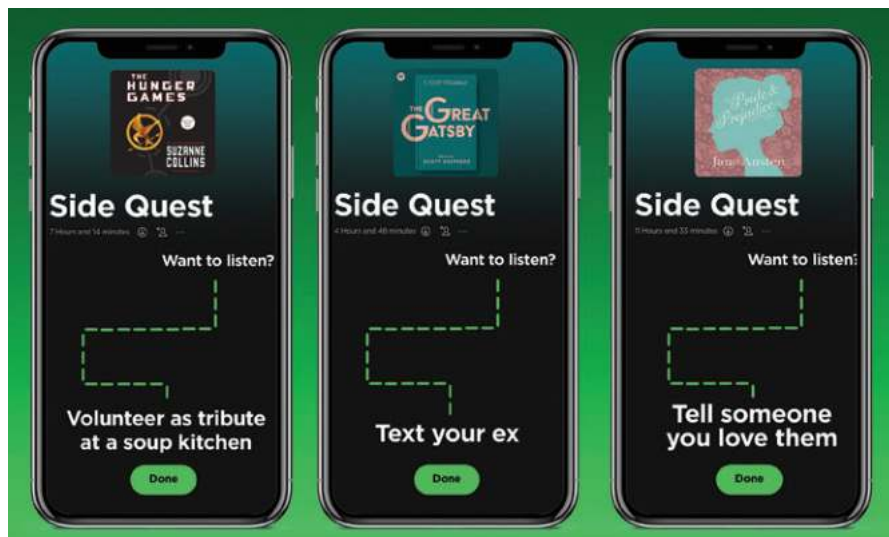 THE
HUNGER
GAMES
SUZANNE
COLLINS
Side Quest
7 Hours and 14 minutes
Want to listen?
Volunteer as tribute
at a soup kitchen
Done
THE GREAT
GATSBY
Side Quest
4 Hours and 48 minutes
Want to listen?
Text your ex
Done
Pride &
Prejudice
Jane Austen
Side Quest
11 Hours and 33 minutes
Want to listen?
Tell someone
you love them
Done